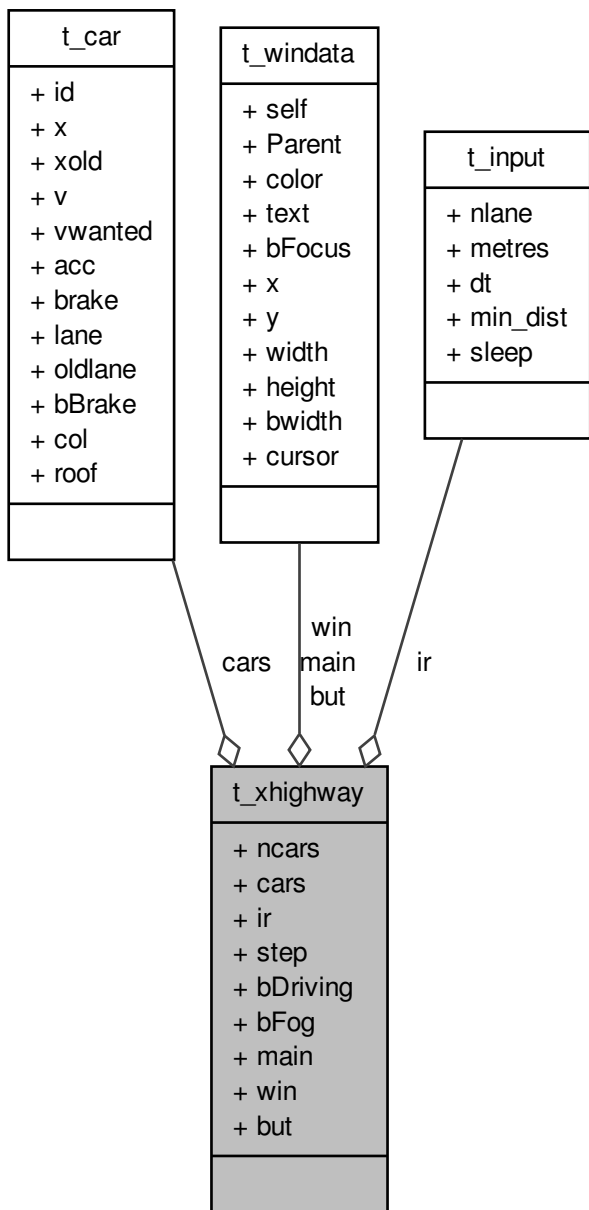 t_car
+ id
+ x
+ xold
+ v
+ vwanted
+ acc
+ brake
+ lane
+ oldlane
+ bBrake
+ col
+ roof
t_windata
+ self
+ Parent
+ color
+ text
+ bFocus
+ x
+ y
+ width
+ height
+ bwidth
+ cursor
t_input
+ nlane
+ metres
+ dt
+ min_dist
+ sleep
cars
win
main
but
ir
t_xhighway
+ ncars
+ cars
+ ir
+ step
+ bDriving
+ bFog
+ main
+ win
+ but